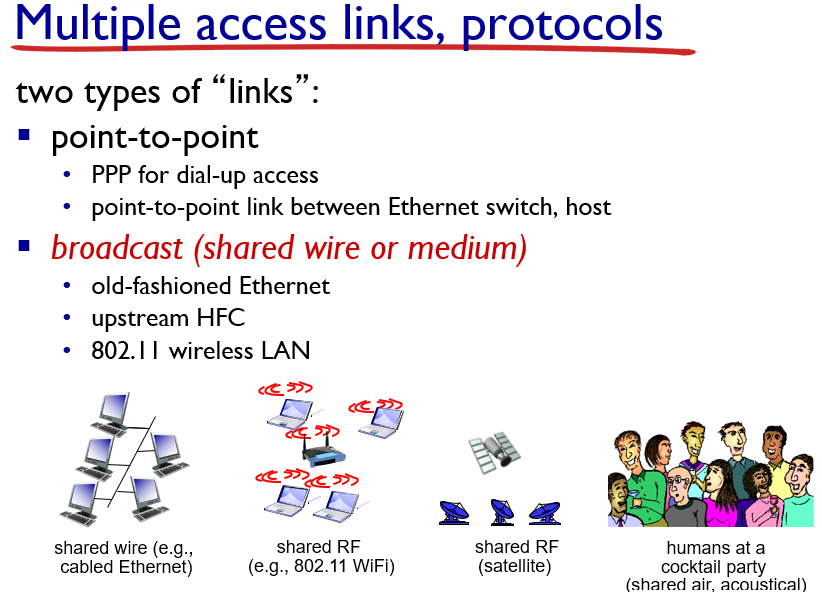 Multiple access links, protocols
two types of “links”:
▪ point-to-point
• PPP for dial-up access
• point-to-point link between Ethernet switch, host
▪ broadcast (shared wire or medium)
• old-fashioned Ethernet
• upstream HFC
• 802.11 wireless LAN
shared wire (e.g.,
cabled Ethernet)
shared RF
(e.g., 802.11 WiFi)
shared RF
(satellite)
humans at a
cocktail party
(shared air, acoustical)